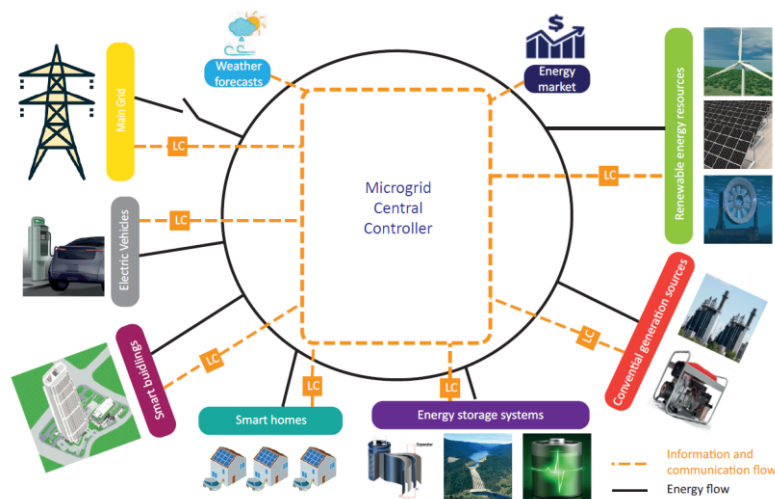 Weather
forecasts
$
Energy
market
Main Grid
LC
Renewable energy resources
LC
Microgrid
Central
Controller
LC
Electric Vehicles
Convential generation sources
LC
Smart buidlings
LC
LC
LC
Smart homes
Energy storage systems
Information and
communication flow
Energy flow